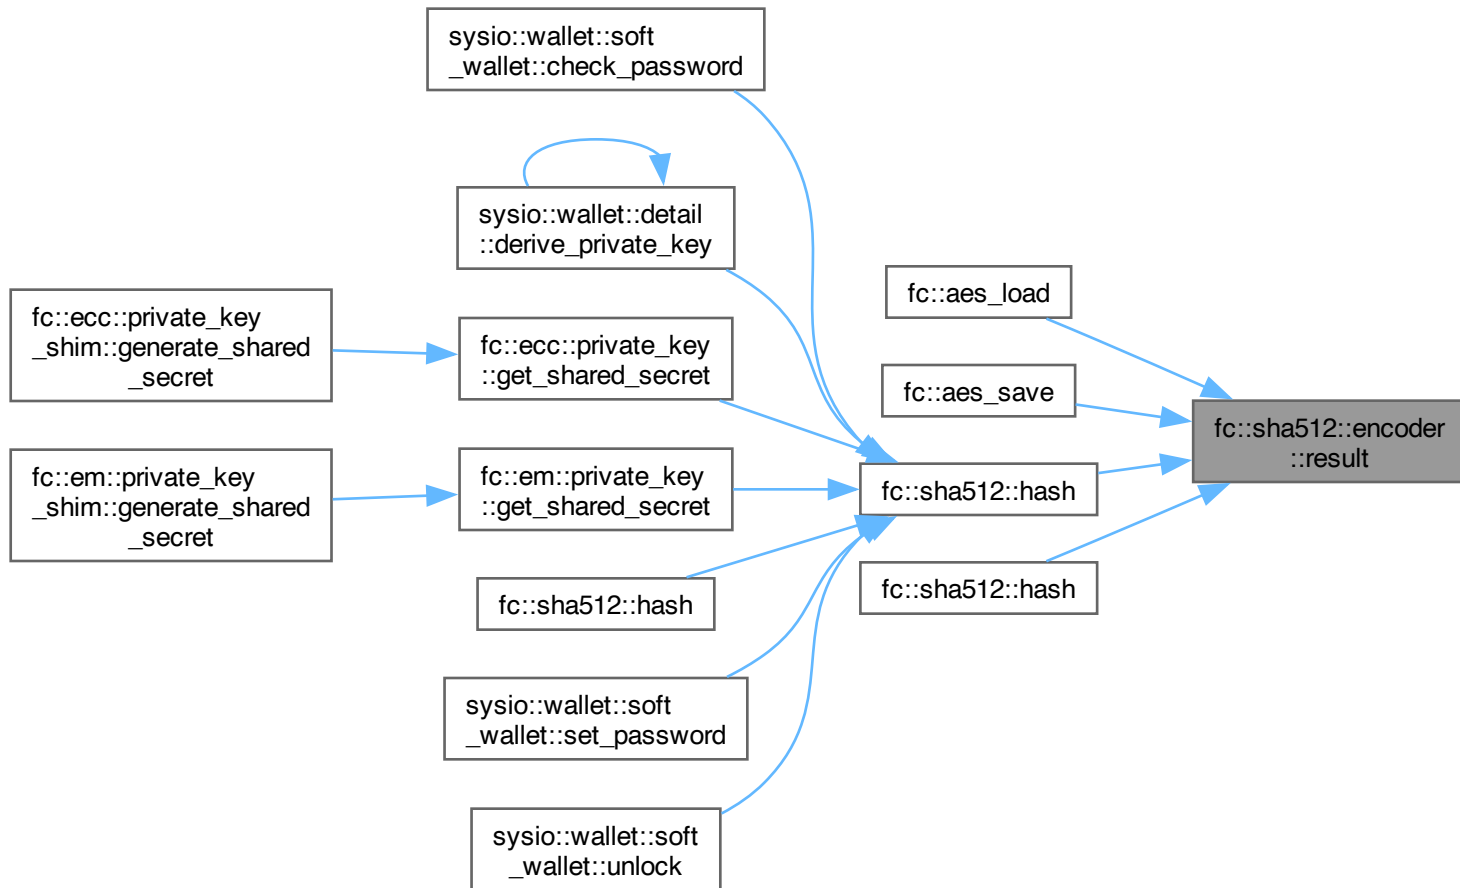 sysio::wallet::soft
_wallet::check_password
sysio::wallet::detail
::derive_private_key
fc::ecc::private_key
_shim::generate_shared
_secret
fc::ecc::private_key
::get_shared_secret
fc::em::private_key
_shim::generate_shared
_secret
fc::em::private_key
::get_shared_secret
fc::sha512::hash
sysio::wallet::soft
_wallet::set_password
sysio::wallet::soft
_wallet::unlock
fc::aes_load
fc::aes_save
fc::sha512::hash
fc::sha512::hash
fc::sha512::encoder
::result